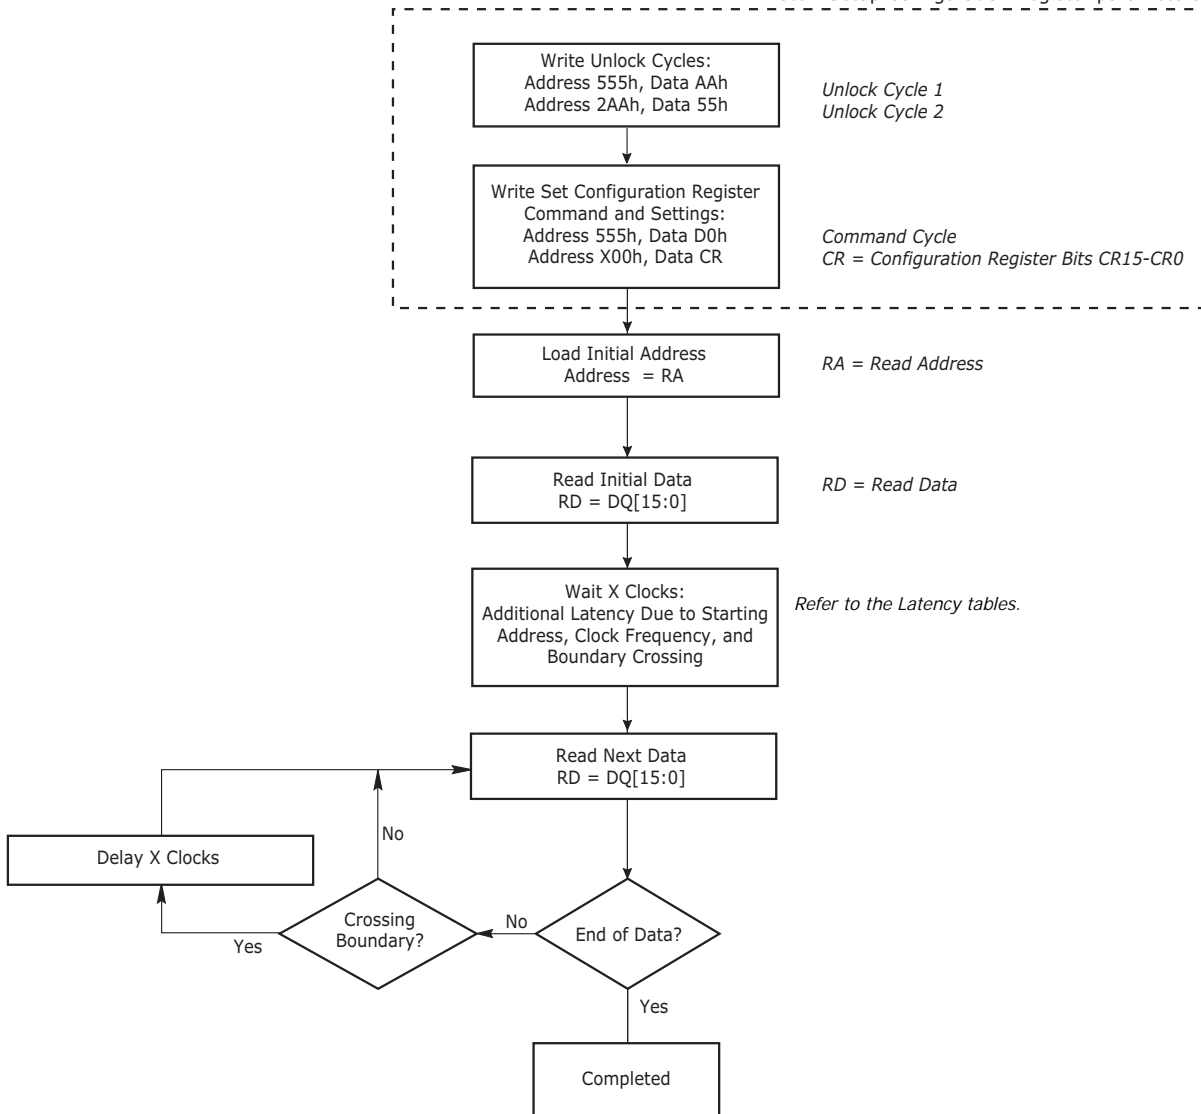 Write Unlock Cycles:
Address 555h, Data AAh
Address 2AAh, Data 55h
Unlock Cycle 1
Unlock Cycle 2
Write Set Configuration Register
Command and Settings:
Address 555h, Data D0h
Address X00h, Data CR
Command Cycle
CR = Configuration Register Bits CR15-CR0
Load Initial Address
Address = RA
RA = Read Address
Read Initial Data
RD = DQ[15:0]
RD = Read Data
Wait X Clocks:
Additional Latency Due to Starting
Address, Clock Frequency, and
Boundary Crossing
Refer to the Latency tables.
Read Next Data
RD = DQ[15:0]
No
Delay X Clocks
Crossing
Boundary?
Yes
No
End of Data?
Yes
Completed